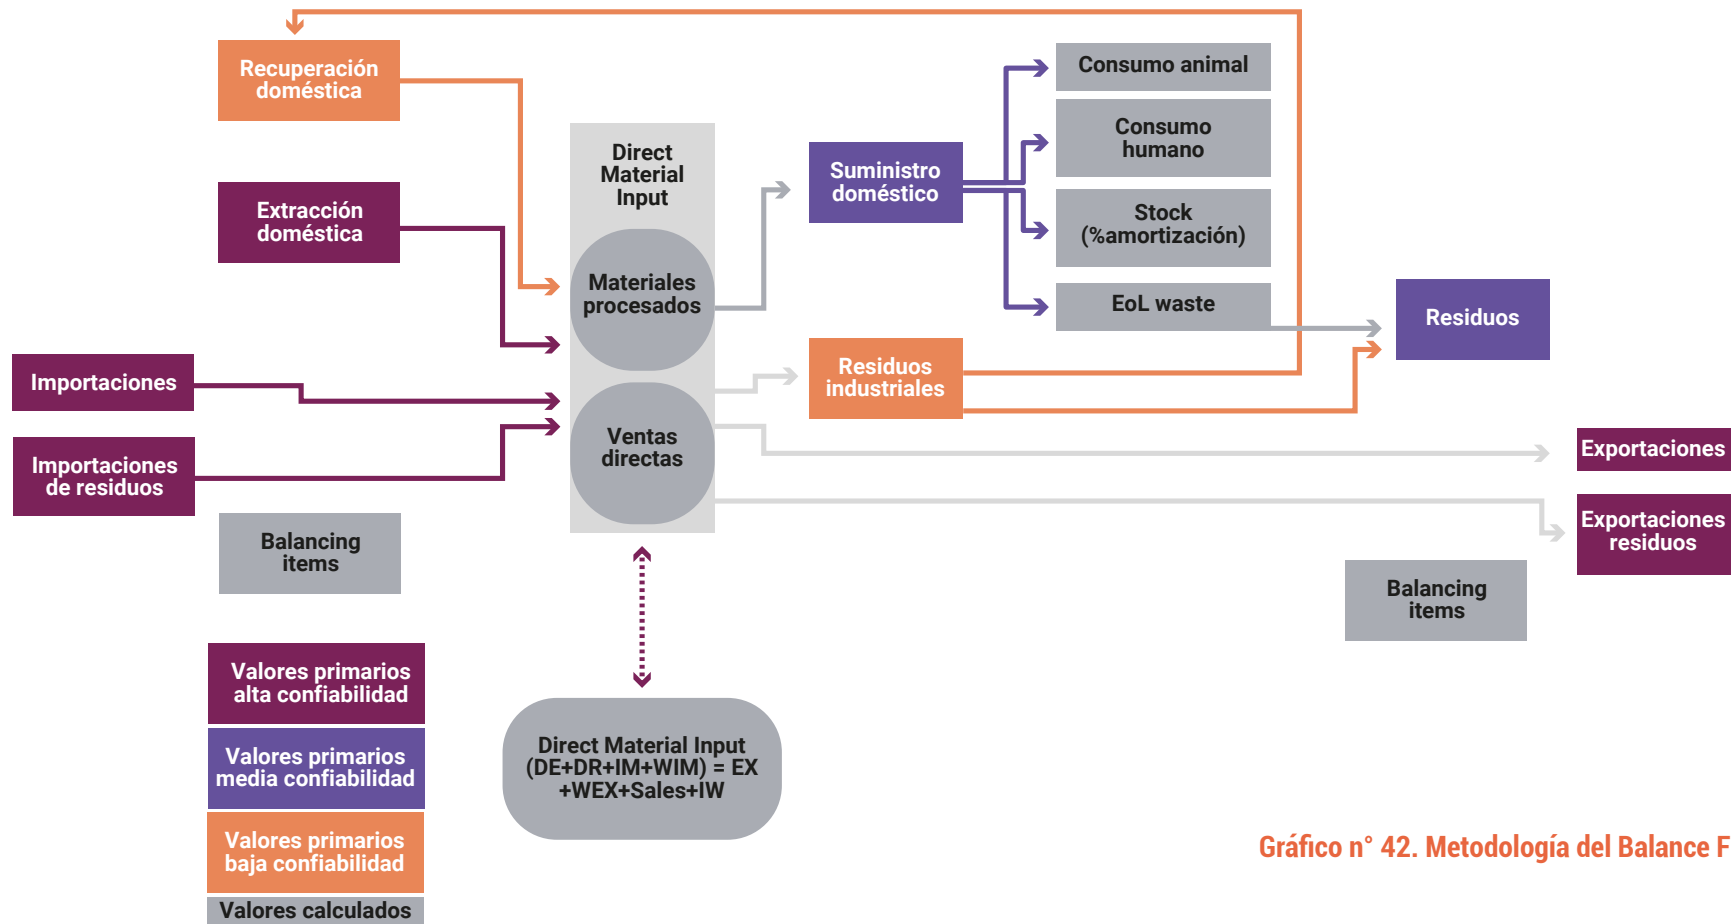 Recuperación
doméstica
Extracción
doméstica
Importaciones
Importaciones
de residuos
Balancing
items
Direct
Material
Input
Materiales
procesados
Ventas
directas
Suministro
doméstico
Residuos
industriales
Consumo animal
Consumo
humano
Stock
(%amortización)
EoL waste
Residuos
Exportaciones
Exportaciones
residuos
Balancing
items
Valores primarios
alta confiabilidad
Valores primarios
media confiabilidad
Valores primarios
baja confiabilidad
Valores calculados
Direct Material Input
(DE+DR+IM+WIM) = EX
+WEX+Sales+IW
Gráfico n° 42. Metodología del Balance F